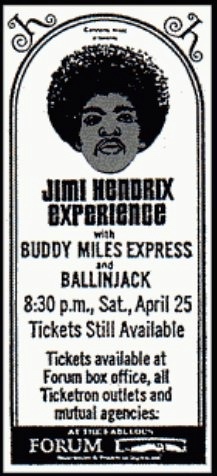 JIMI HENDRIX
EXPERIENCE
with
BUDDY MILES EXPRESS
and
BALLINJACK
8:30 p.m., Sat., April 25
Tickets Still Available
Tickets available at
Forum box office, all
Ticketron outlets and
mutual agencies.
AT THE FABULOUS
FORUM